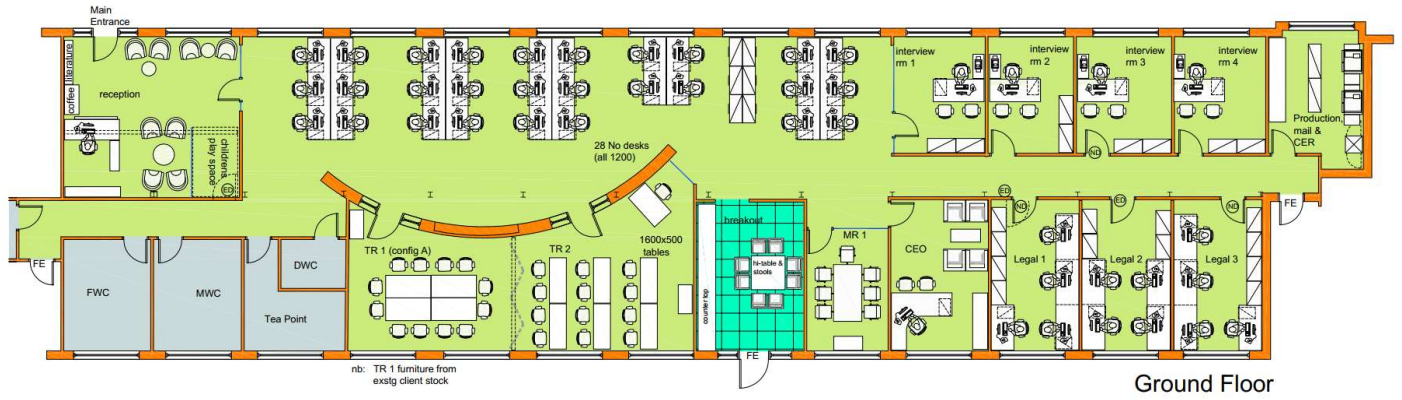 Main
Entrance
literature
coffee
reception
childrens
play space
ED
28 No desks
(all 1200)
interview
rm 1
interview
rm 2
interview
rm 3
interview
rm 4
Production,
mail &
CER
ND
ED
ND
ED
ND
FE
FE
FWC
MWC
DWC
Tea Point
TR 1 (config A)
TR 2
1600x500
tables
breakout
hi-table &
stools
counter top
MR 1
CEO
Legal 1
Legal 2
Legal 3
FE
nb: TR 1 furniture from
exstg client stock
Ground Floor